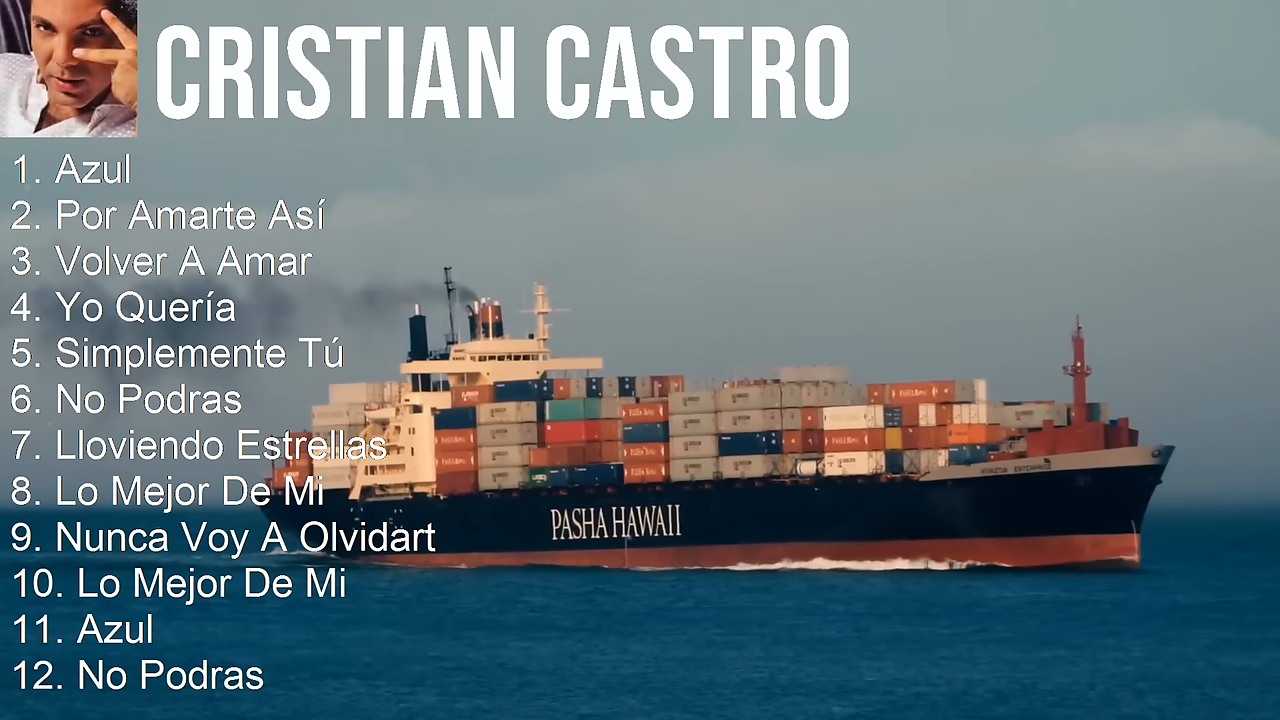 CRISTIAN CASTRO
1. Azul
2. Por Amarte Así
3. Volver A Amar
4. Yo Quería
5. Simplemente Tú
6. No Podras
7. Lloviendo Estrellas
8. Lo Mejor De Mi
9. Nunca Voy A Olvidart
10. Lo Mejor De Mi
11. Azul
12. No Podras
HORIZON ENTERPRISE
PASHA HAWAII